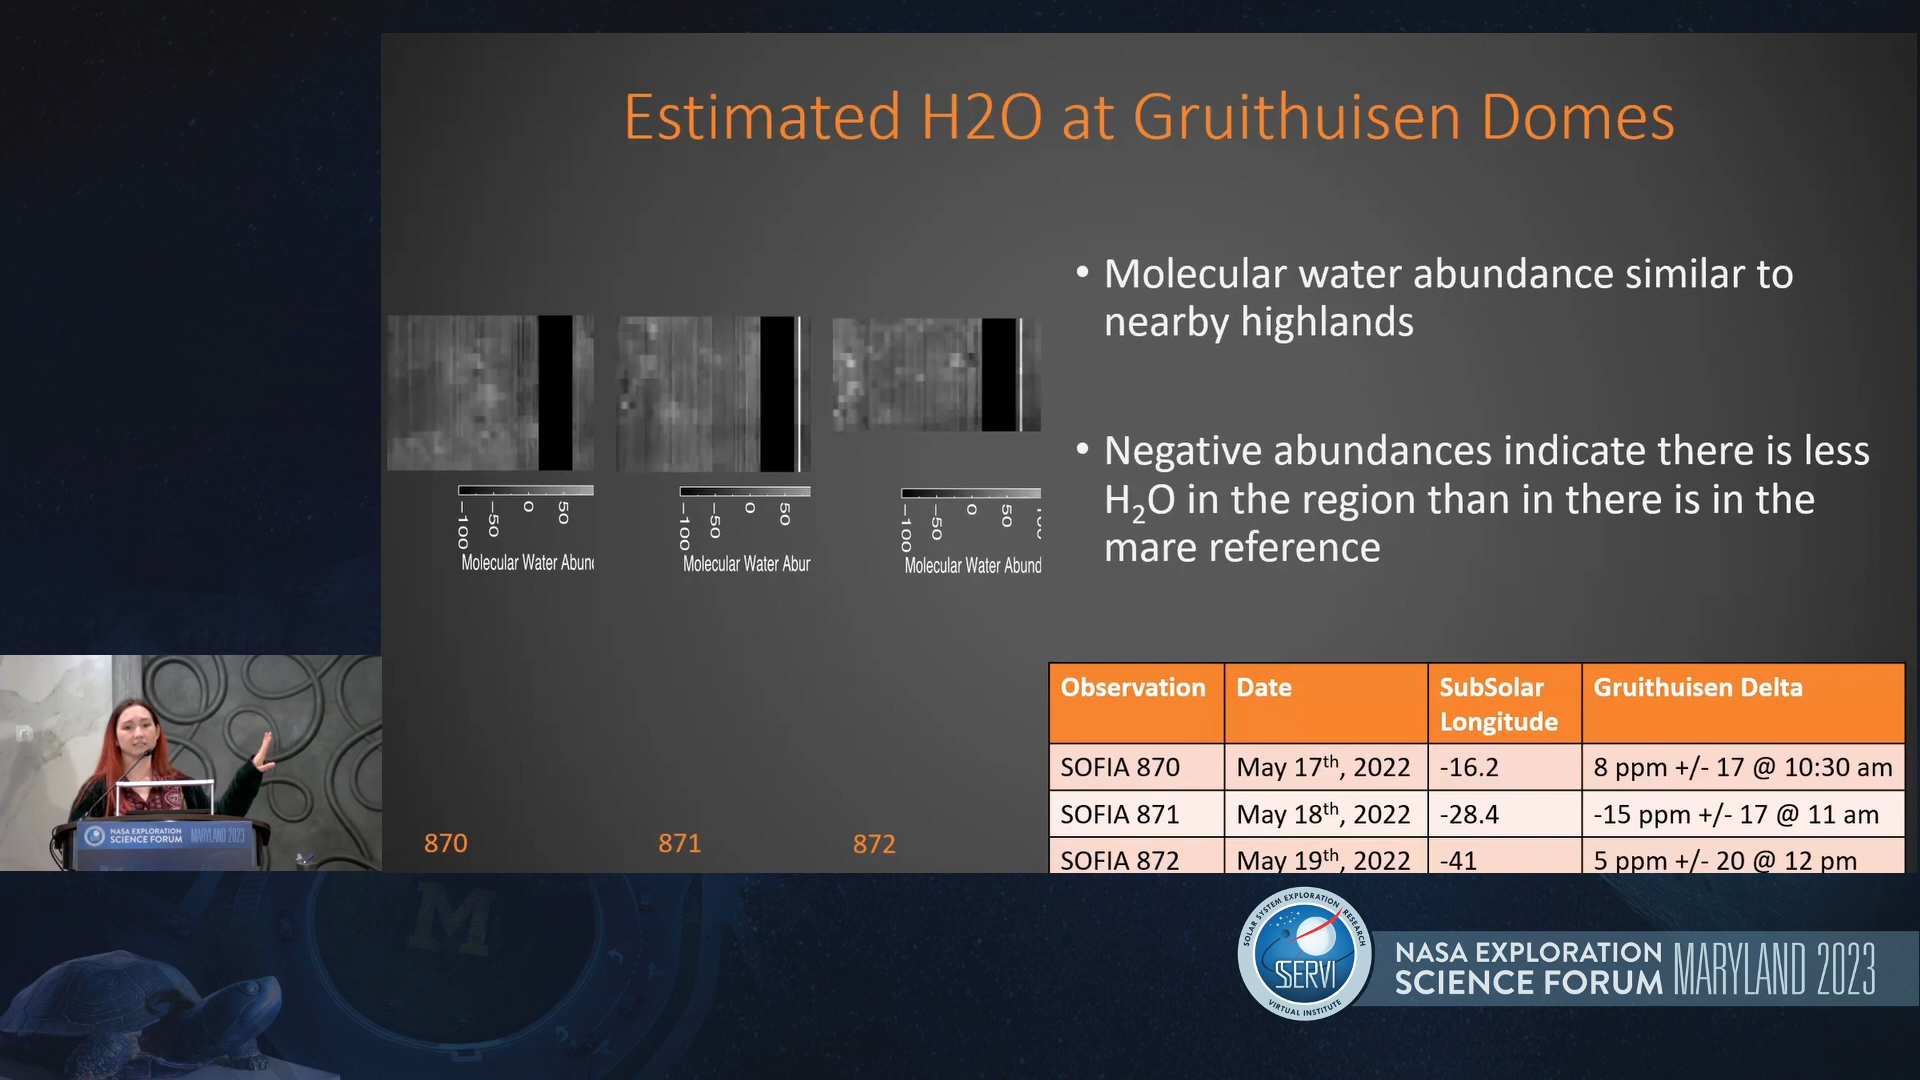 Estimated H2O at Gruithuisen Domes
• Molecular water abundance similar to
nearby highlands
• Negative abundances indicate there is less
H₂O in the region than in there is in the
mare reference
−100 −50 0 50
Molecular Water Abund
−100 −50 0 50
Molecular Water Abun
−100 −50 0 50
Molecular Water Abund
870
871
872
Observation Date SubSolar Longitude Gruithuisen Delta
SOFIA 870 May 17th, 2022 -16.2 8 ppm +/- 17 @ 10:30 am
SOFIA 871 May 18th, 2022 -28.4 -15 ppm +/- 17 @ 11 am
SOFIA 872 May 19th, 2022 -41 5 ppm +/- 20 @ 12 pm
NASA EXPLORATION
SCIENCE FORUM MARYLAND 2023
M
SOLAR SYSTEM EXPLORATION RESEARCH
SSERVI
VIRTUAL INSTITUTE
NASA EXPLORATION
SCIENCE FORUM MARYLAND 2023